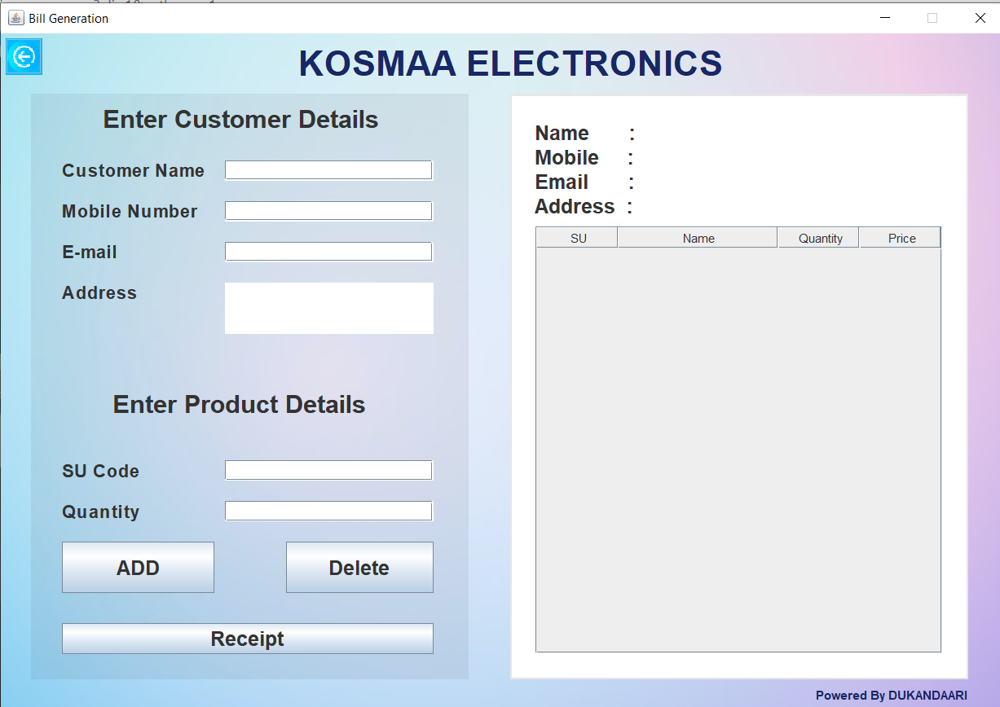 Bill Generation
KOSMAA ELECTRONICS
Enter Customer Details
Customer Name
Mobile Number
E-mail
Address
Enter Product Details
SU Code
Quantity
ADD Delete
Receipt
Name :
Mobile :
Email :
Address :
SU Name Quantity Price
Powered By DUKANDAARI